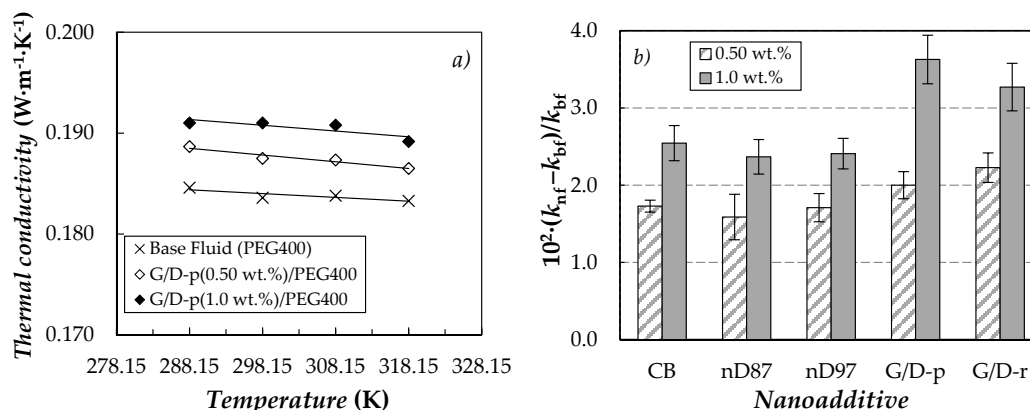 0.200
0.190
0.180
0.170
Thermal conductivity (W·m⁻¹·K⁻¹)
a)
Base Fluid (PEG400)
G/D-p(0.50 wt.%)/PEG400
G/D-p(1.0 wt.%)/PEG400
278.15 288.15 298.15 308.15 318.15 328.15
Temperature (K)
4.0
3.0
2.0
1.0
0.0
10²·(k_nf−k_bf)/k_bf
b)
0.50 wt.%
1.0 wt.%
CB nD87 nD97 G/D-p G/D-r
Nanoadditive